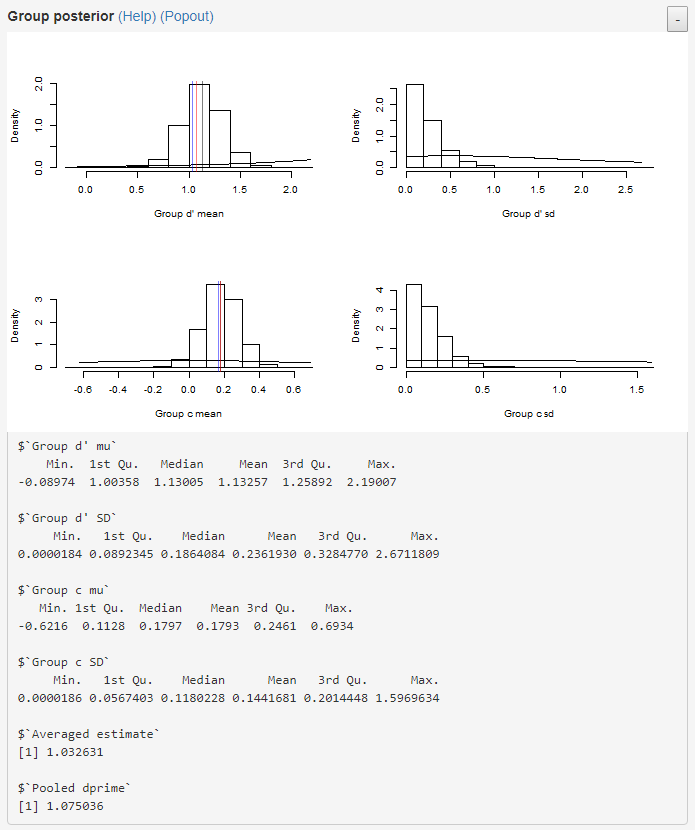 Group posterior (Help) (Popout)
-
Density
0.0 1.0 2.0
0.0 0.5 1.0 1.5 2.0
Group d' mean
Density
0.0 1.0 2.0
0.0 0.5 1.0 1.5 2.0 2.5
Group d' sd
Density
0 1 2 3
-0.6 -0.4 -0.2 0.0 0.2 0.4 0.6
Group c mean
Density
0 1 2 3 4
0.0 0.5 1.0 1.5
Group c sd
$`Group d' mu`
Min. 1st Qu. Median Mean 3rd Qu. Max.
-0.08974 1.00358 1.13005 1.13257 1.25892 2.19007
$`Group d' SD`
Min. 1st Qu. Median Mean 3rd Qu. Max.
0.0000184 0.0892345 0.1864084 0.2361930 0.3284770 2.6711809
$`Group c mu`
Min. 1st Qu. Median Mean 3rd Qu. Max.
-0.6216 0.1128 0.1797 0.1793 0.2461 0.6934
$`Group c SD`
Min. 1st Qu. Median Mean 3rd Qu. Max.
0.0000186 0.0567403 0.1180228 0.1441681 0.2014448 1.5969634
$`Averaged estimate`
[1] 1.032631
$`Pooled dprime`
[1] 1.075036